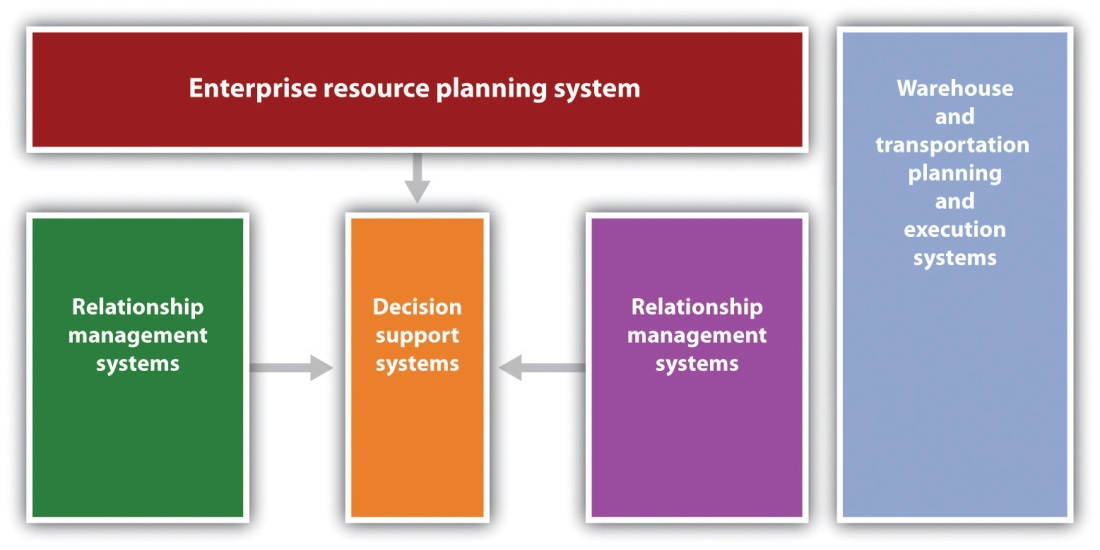 Enterprise resource planning system
Warehouse
and
transportation
planning
and
execution
systems
Relationship
management
systems
Decision
support
systems
Relationship
management
systems